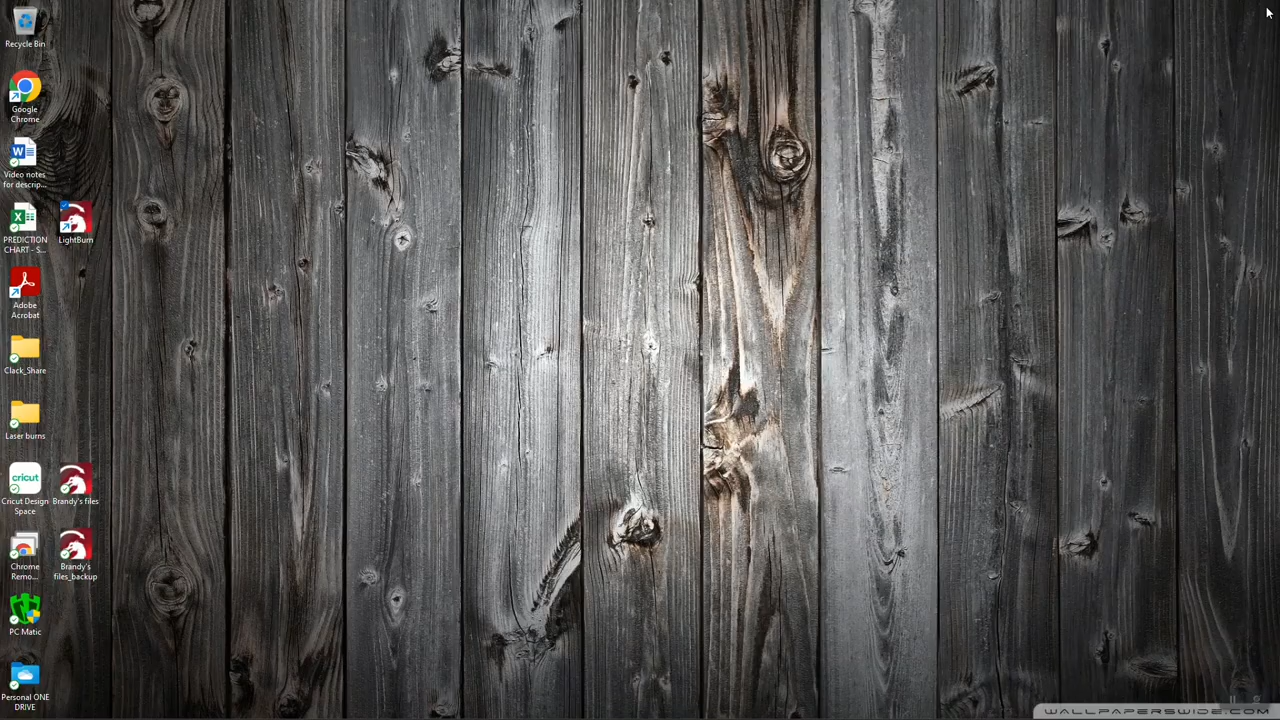 Recycle Bin
Google
Chrome
Video notes
for descrip...
PREDICTION
CHART - S...
LightBurn
Adobe
Acrobat
Clack_Share
Laser burns
cricut
Cricut Design
Space
Brandy's files
Chrome
Remo...
Brandy's
files_backup
PC Matic
Personal ONE
DRIVE
WALLPAPERSWIDE.COM